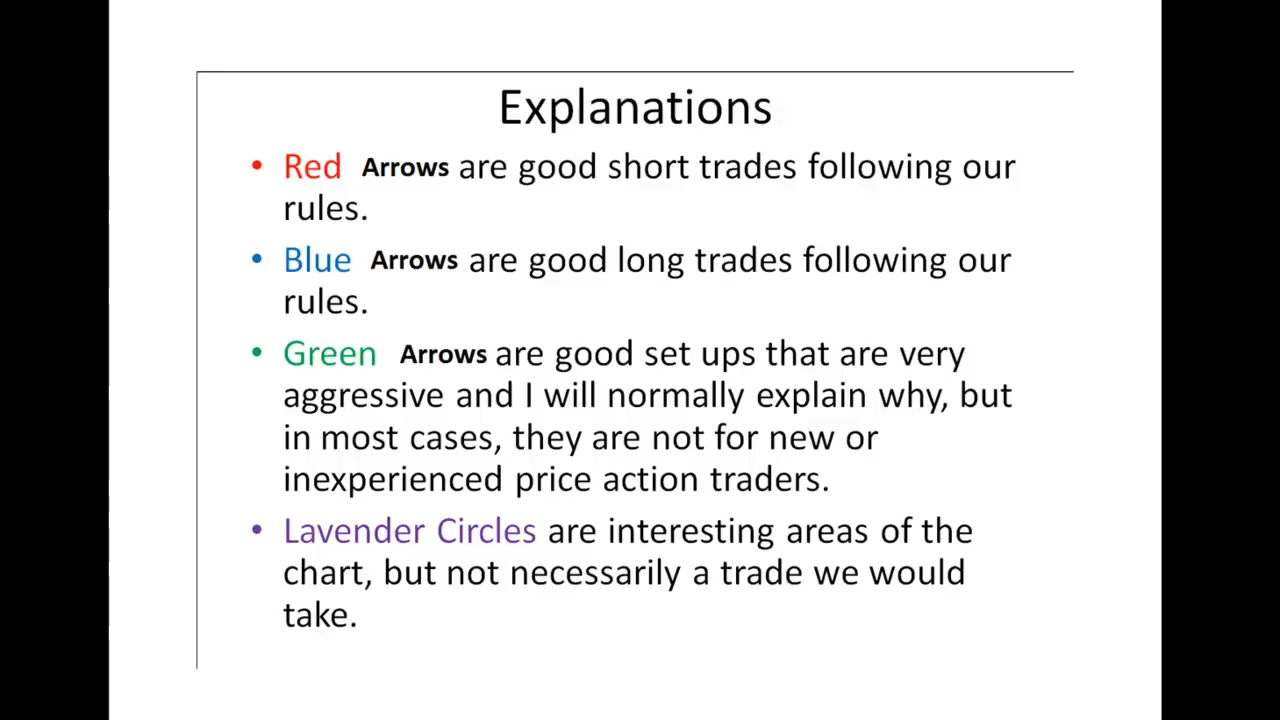 Explanations
• Red Arrows are good short trades following our
rules.
• Blue Arrows are good long trades following our
rules.
• Green Arrows are good set ups that are very
aggressive and I will normally explain why, but
in most cases, they are not for new or
inexperienced price action traders.
• Lavender Circles are interesting areas of the
chart, but not necessarily a trade we would
take.